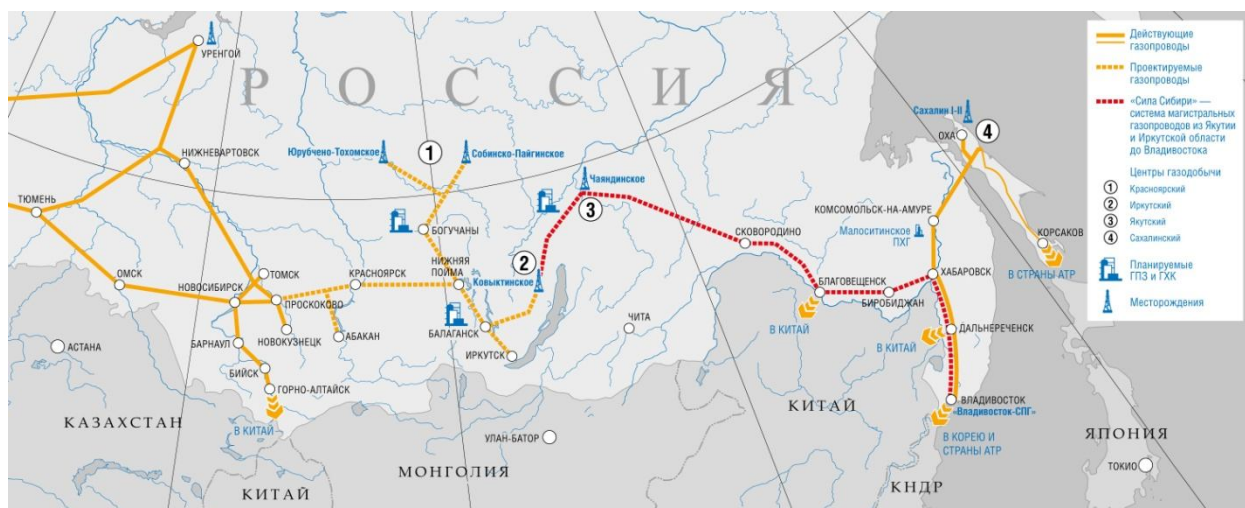 УРЕНГОЙ
РОССИЯ
НИЖНЕВАРТОВСК
ТЮМЕНЬ
ОМСК
НОВОСИБИРСК
ТОМСК
ПРОСКОКОВО
КРАСНОЯРСК
БАРНАУЛ
НОВОКУЗНЕЦК
АБАКАН
БИЙСК
ГОРНО-АЛТАЙСК
В КИТАЙ
АСТАНА
КАЗАХСТАН
КИТАЙ
МОНГОЛИЯ
УЛАН-БАТОР
Юрубчено-Тохомское
1
Собинско-Пайгинское
БОГУЧАНЫ
НИЖНЯЯ
ПОЙМА
2
Ковыктинское
БАЛАГАНСК
ИРКУТСК
ЧИТА
Чаяндинское
3
СКОВОРОДИНО
БЛАГОВЕЩЕНСК
БИРОБИДЖАН
В КИТАЙ
КИТАЙ
Сахалин I-II
ОХА
4
КОМСОМОЛЬСК-НА-АМУРЕ
Малоситинское
ПХГ
КОРСАКОВ
В СТРАНЫ АТР
ХАБАРОВСК
ДАЛЬНЕРЕЧЕНСК
В КИТАЙ
ВЛАДИВОСТОК
«Владивосток-СПГ»
В КОРЕЮ И
СТРАНЫ АТР
КНДР
ЯПОНИЯ
ТОКИО
Действующие
газопроводы
Проектируемые
газопроводы
«Сила Сибири» —
система магистральных
газопроводов из Якутии
и Иркутской области
до Владивостока
Центры газодобычи
1 Красноярский
2 Иркутский
3 Якутский
4 Сахалинский
Планируемые
ГПЗ и ГХК
Месторождения